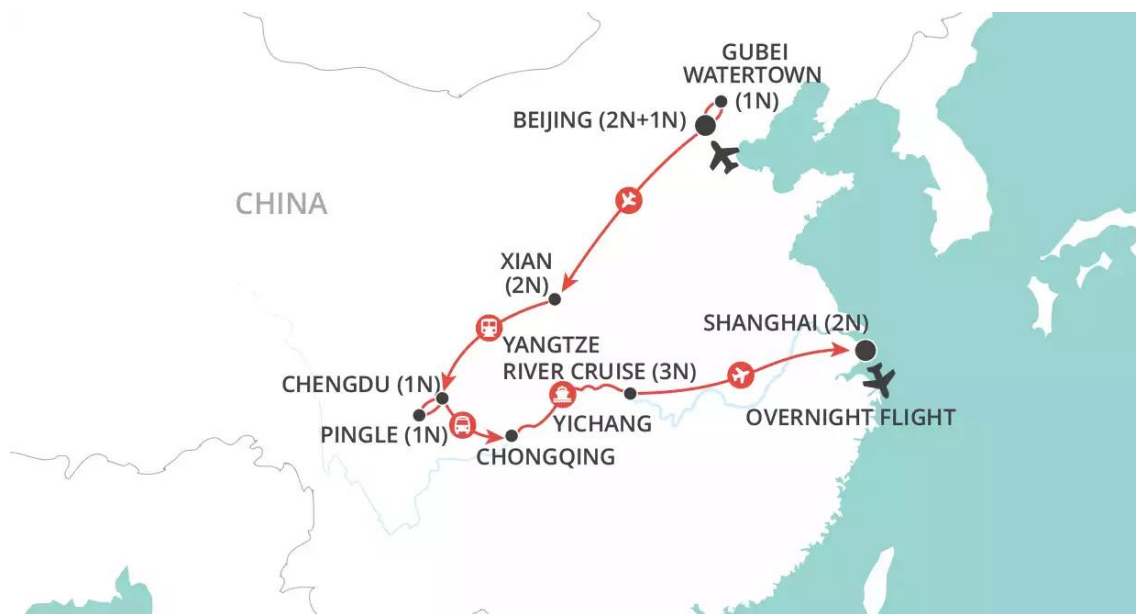 GUBEI
WATERTOWN
(1N)
BEIJING (2N+1N)
CHINA
XIAN
(2N)
SHANGHAI (2N)
YANGTZE
RIVER CRUISE (3N)
CHENGDU (1N)
YICHANG
OVERNIGHT FLIGHT
PINGLE (1N)
CHONGQING